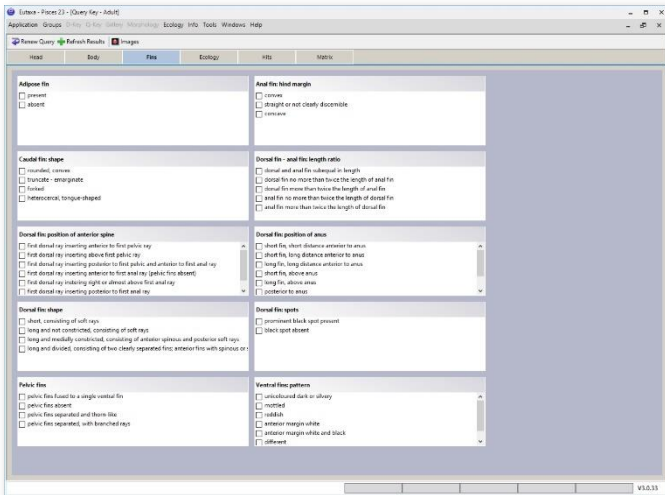 Eutaxa - Pisces 23 - [Query Key - Adult]
Application Groups D-Key Q-Key Gallery Morphology Ecology Info Tools Windows Help
Renew Query Refresh Results Images
Head Body Fins Ecology Hits Matrix
Adipose fin
present
absent
Anal fin: hind margin
convex
straight or not clearly discernible
concave
Caudal fin: shape
rounded, convex
truncate - emarginate
forked
heterocercal, tongue-shaped
Dorsal fin - anal fin: length ratio
dorsal and anal fin subequal in length
dorsal fin no more than twice the length of anal fin
dorsal fin more than twice the length of anal fin
anal fin no more than twice the length of dorsal fin
anal fin more than twice the length of dorsal fin
Dorsal fin: position of anterior spine
first dorsal ray inserting anterior to first pelvic ray
first dorsal ray inserting above first pelvic ray
first dorsal ray inserting posterior to first pelvic and anterior to first anal ray
first dorsal ray inserting anterior to first anal ray (pelvic fins absent)
first dorsal ray inserting right or almost above first anal ray
first dorsal ray inserting posterior to first anal ray
Dorsal fin: position of anus
short fin, short distance anterior to anus
short fin, long distance anterior to anus
long fin, long distance anterior to anus
short fin, above anus
long fin, above anus
posterior to anus
Dorsal fin: shape
short, consisting of soft rays
long and not constricted, consisting of soft rays
long and medially constricted, consisting of anterior spinous and posterior soft rays
long and divided, consisting of two clearly separated fins; anterior fins with spinous or s
Dorsal fin: spots
prominent black spot present
black spot absent
Pelvic fins
pelvic fins fused to a single ventral fin
pelvic fins absent
pelvic fins separated and thorn-like
pelvic fins separated, with branched rays
Ventral fins: pattern
unicoloured dark or silvery
mottled
reddish
anterior margin white
anterior margin white and black
different
V3.0.33